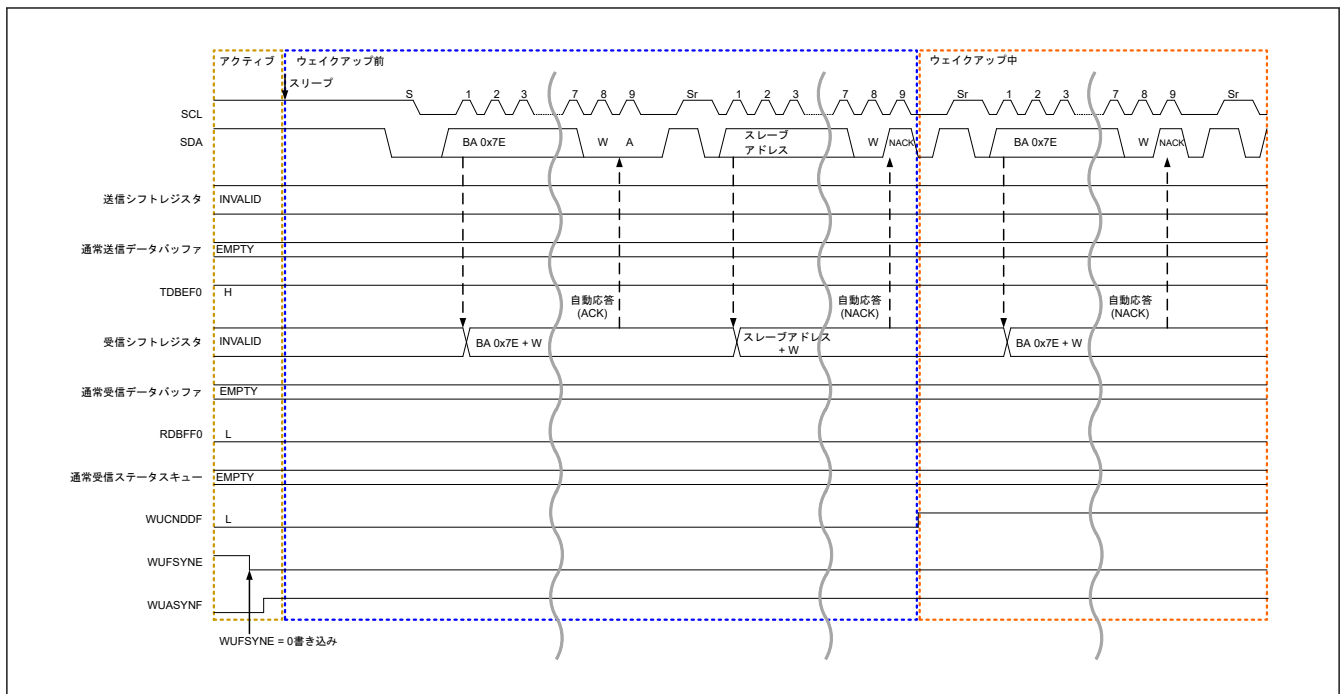 アクティブ ウェイクアップ前 ウェイクアップ中
スリープ
SCL S 1 2 3 7 8 9 Sr 1 2 3 7 8 9 Sr 1 2 3 7 8 9 Sr
SDA BA 0x7E W A スレーブ W NACK BA 0x7E W NACK
アドレス
送信シフトレジスタ INVALID
通常送信データバッファ EMPTY
TDBEF0 H
自動応答 自動応答 自動応答
(ACK) (NACK) (NACK)
受信シフトレジスタ INVALID BA 0x7E + W スレーブアドレス BA 0x7E + W
+ W
通常受信データバッファ EMPTY
RDBFF0 L
通常受信ステータスキュー EMPTY
WUCNDDF L
WUFSYNE
WUASYNF
WUFSYNE = 0書き込み